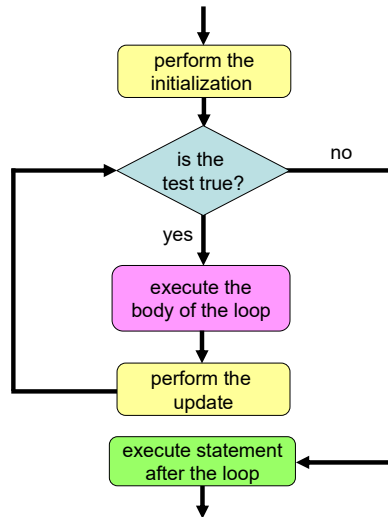 perform the
initialization
is the
test true?
no
yes
execute the
body of the loop
perform the
update
execute statement
after the loop